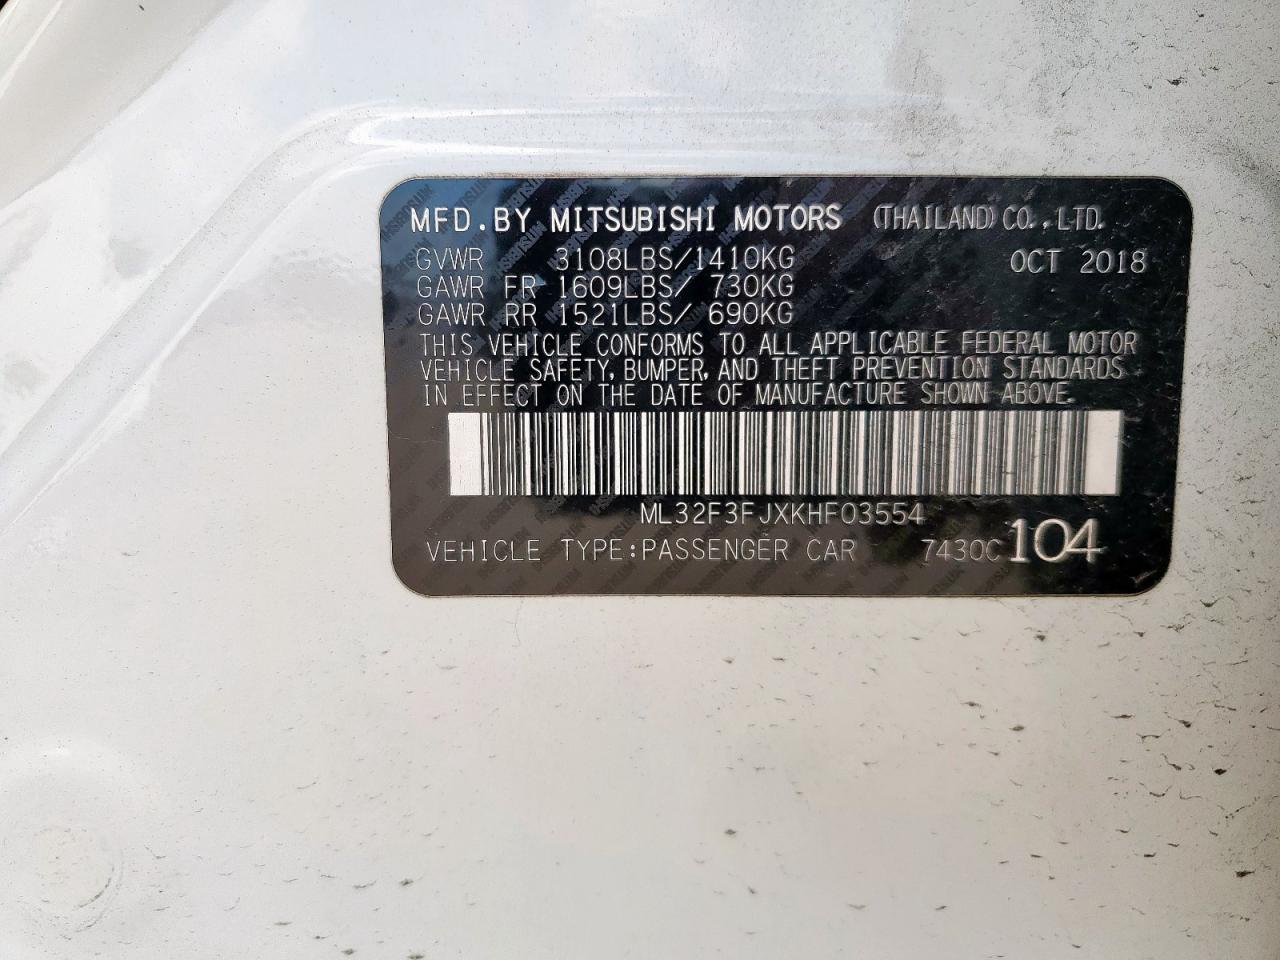 MFD.BY MITSUBISHI MOTORS (THAILAND) CO.,LTD.
GVWR 3108LBS/1410KG OCT 2018
GAWR FR 1609LBS/ 730KG
GAWR RR 1521LBS/ 690KG
THIS VEHICLE CONFORMS TO ALL APPLICABLE FEDERAL MOTOR
VEHICLE SAFETY, BUMPER, AND THEFT PREVENTION STANDARDS
IN EFFECT ON THE DATE OF MANUFACTURE SHOWN ABOVE.
ML32F3FJXKHF03554
VEHICLE TYPE:PASSENGER CAR 7430C 104